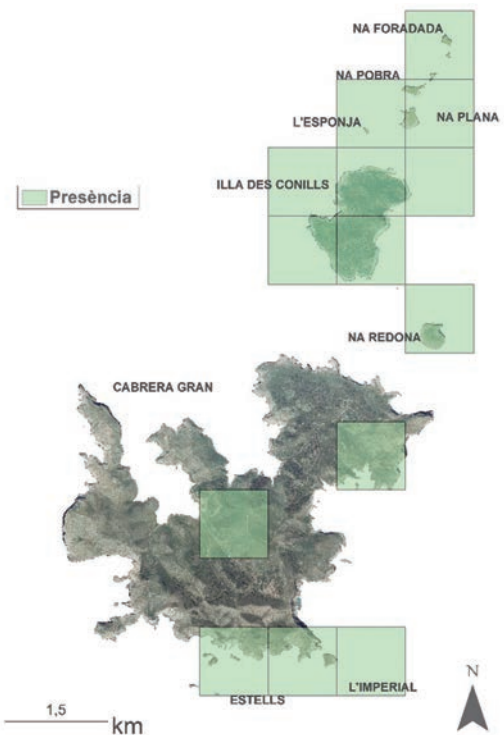 NA FORADADA
NA POBRA
L'ESPONJA
NA PLANA
ILLA DES CONILLS
Presència
NA REDONA
CABRERA GRAN
ESTELLS
L'IMPERIAL
N
1,5
km